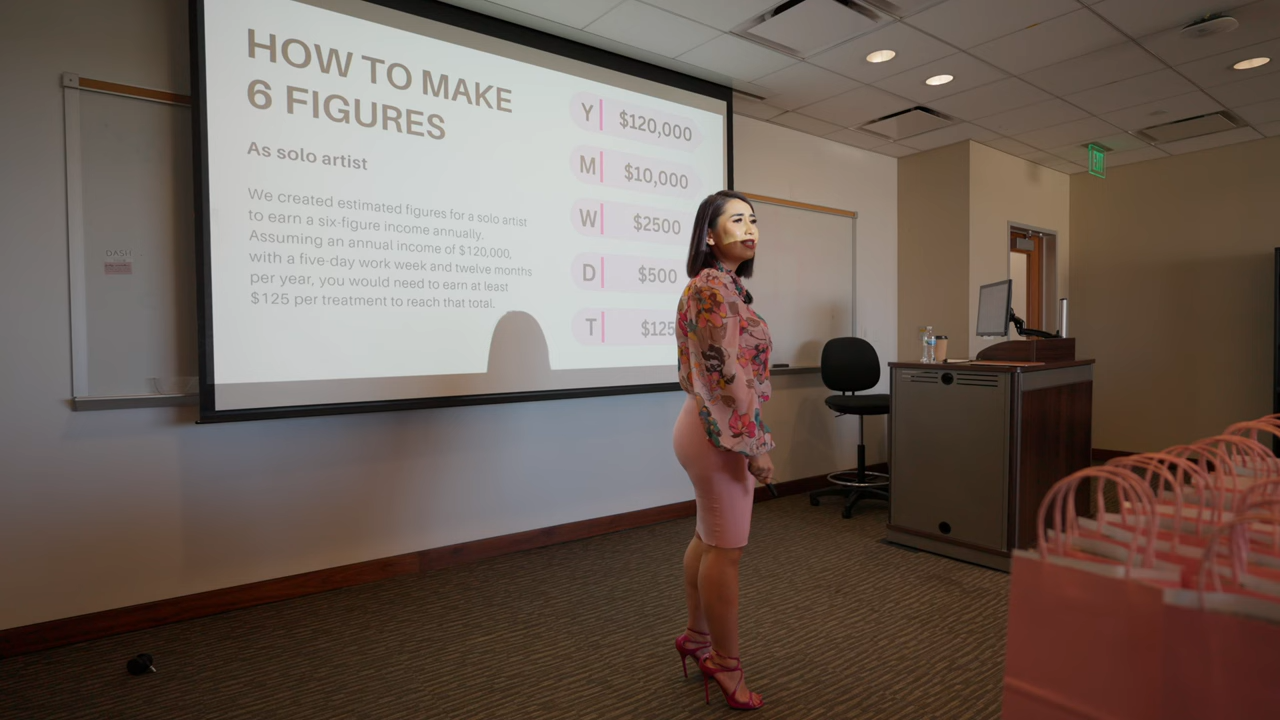 HOW TO MAKE
6 FIGURES
As solo artist
We created estimated figures for a solo artist
to earn a six-figure income annually.
Assuming an annual income of $120,000,
with a five-day work week and twelve months
per year, you would need to earn at least
$125 per treatment to reach that total.
Y $120,000
M $10,000
W $2500
D $500
T $125
DASH
EXIT